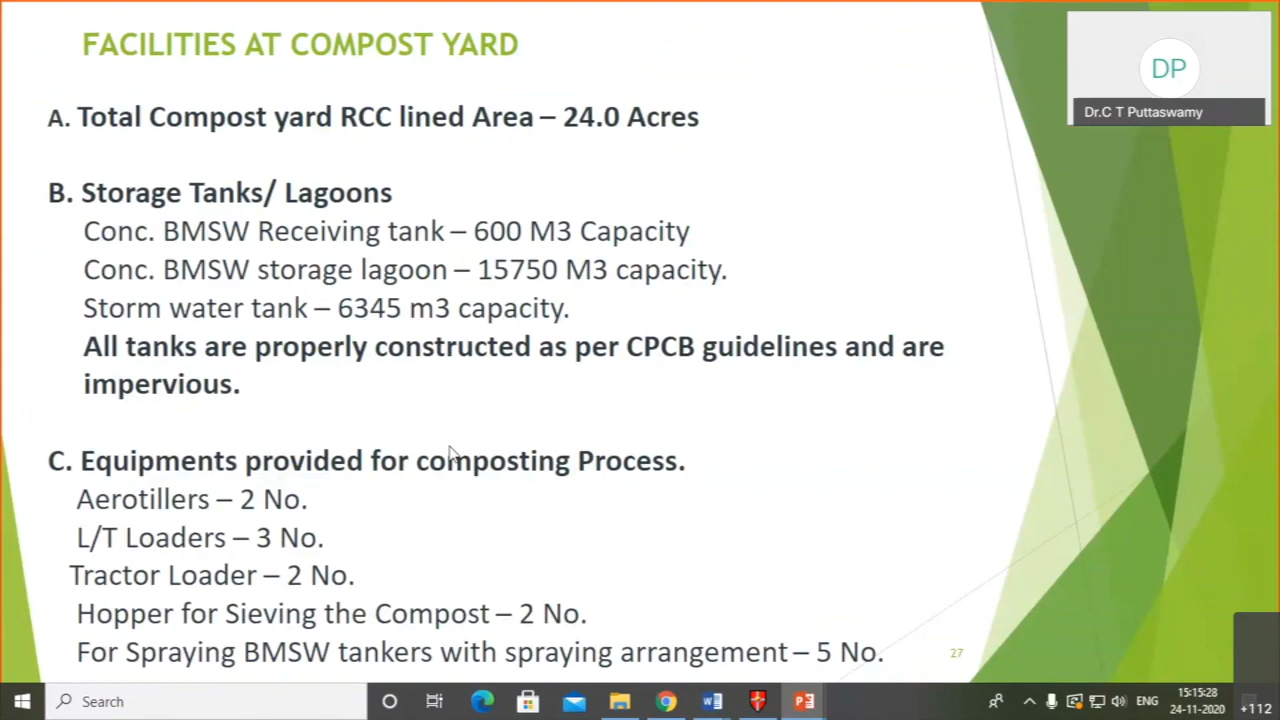 FACILITIES AT COMPOST YARD
DP
Dr.C T Puttaswamy
A. Total Compost yard RCC lined Area – 24.0 Acres
B. Storage Tanks/ Lagoons
Conc. BMSW Receiving tank – 600 M3 Capacity
Conc. BMSW storage lagoon – 15750 M3 capacity.
Storm water tank – 6345 m3 capacity.
All tanks are properly constructed as per CPCB guidelines and are
impervious.
C. Equipments provided for composting Process.
Aerotillers – 2 No.
L/T Loaders – 3 No.
Tractor Loader – 2 No.
Hopper for Sieving the Compost – 2 No.
For Spraying BMSW tankers with spraying arrangement – 5 No.
27
Search
ENG
15:15:28
24-11-2020
+112